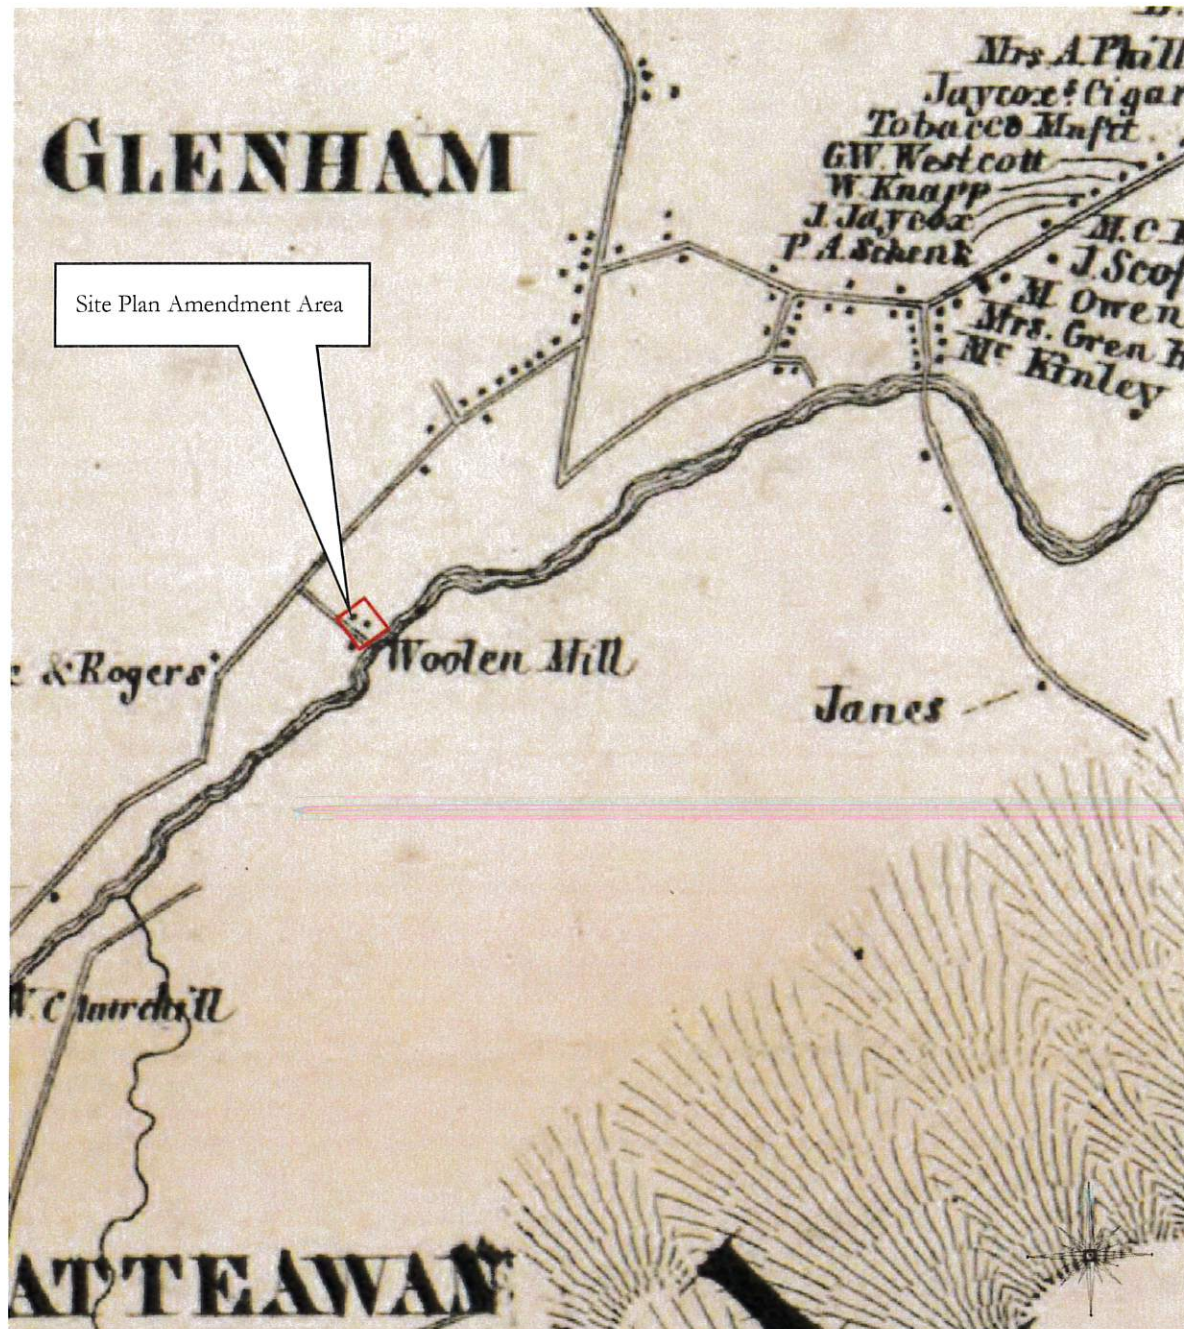 Mrs. A. Phill
Jaycox's Cigar
Tobacco Mnftt.
G.W. Westcott
W. Knapp
J. Jaycox
P. A. Schenk
GLENHAM
M. C.
J. Scof
M. Owen
Mrs. Gren
Mc Kinley
Site Plan Amendment Area
& Rogers'
Woolen Mill
Janes
W. Churchill
ATTEAWAN